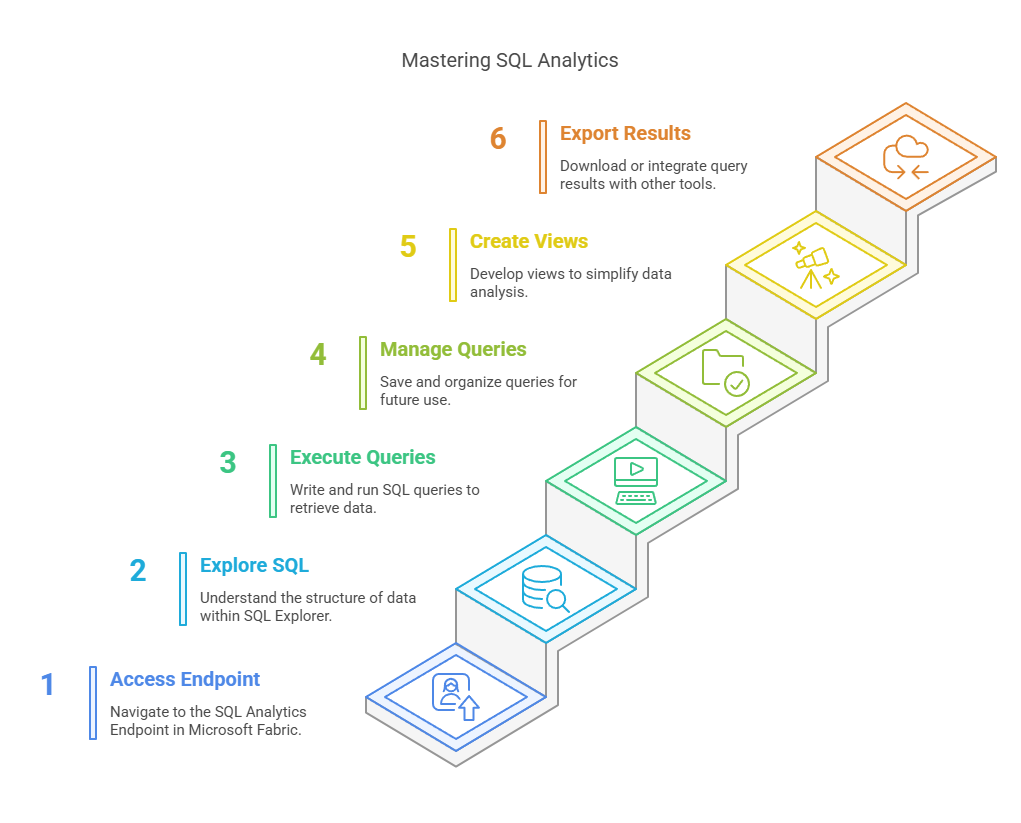 Mastering SQL Analytics
6
Export Results
Download or integrate query
results with other tools.
5
Create Views
Develop views to simplify data
analysis.
4
Manage Queries
Save and organize queries for
future use.
3
Execute Queries
Write and run SQL queries to
retrieve data.
2
Explore SQL
Understand the structure of data
within SQL Explorer.
1
Access Endpoint
Navigate to the SQL Analytics
Endpoint in Microsoft Fabric.